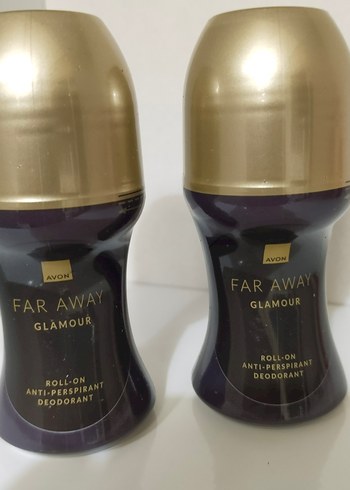 AVON
FAR AWAY
GLAMOUR
ROLL-ON
ANTI-PERSPIRANT
DEODORANT
AVON
FAR AWAY
GLAMOUR
ROLL-ON
ANTI-PERSPIRANT
DEODORANT